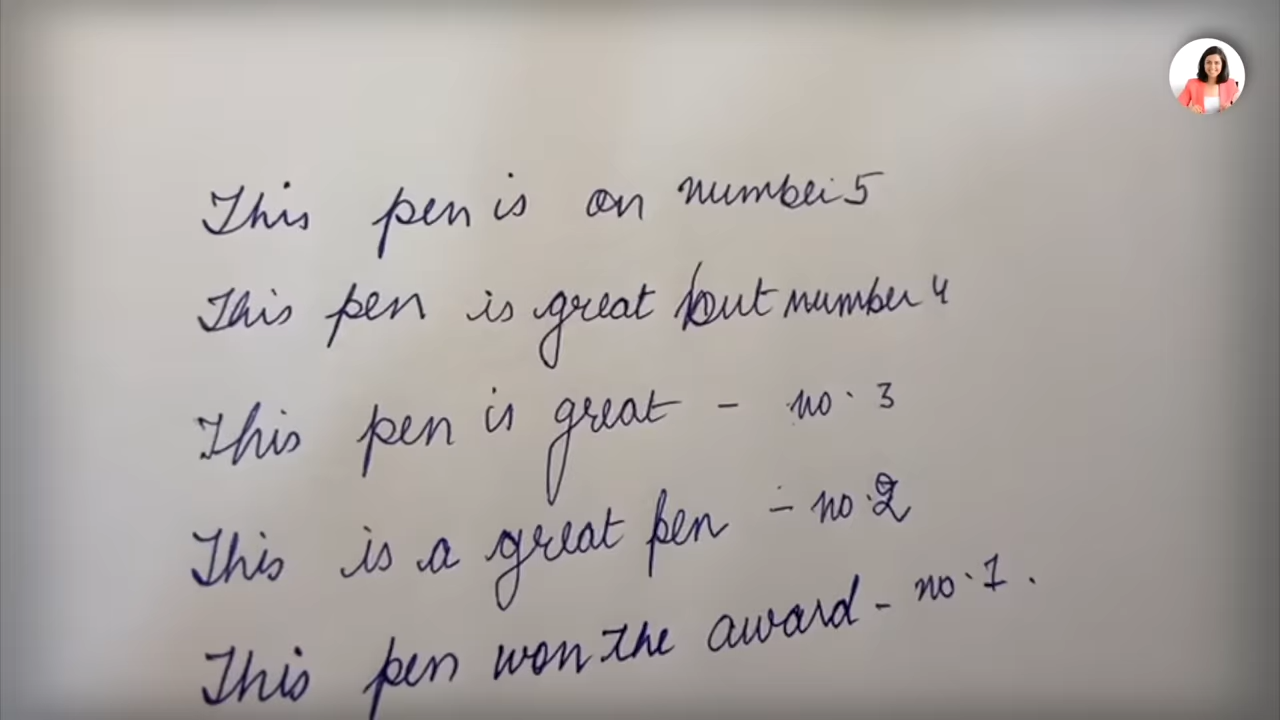 This pen is on number 5
This pen is great but number 4
This pen is great - no. 3
This is a great pen - no. 2
This pen won the award - no. 1.